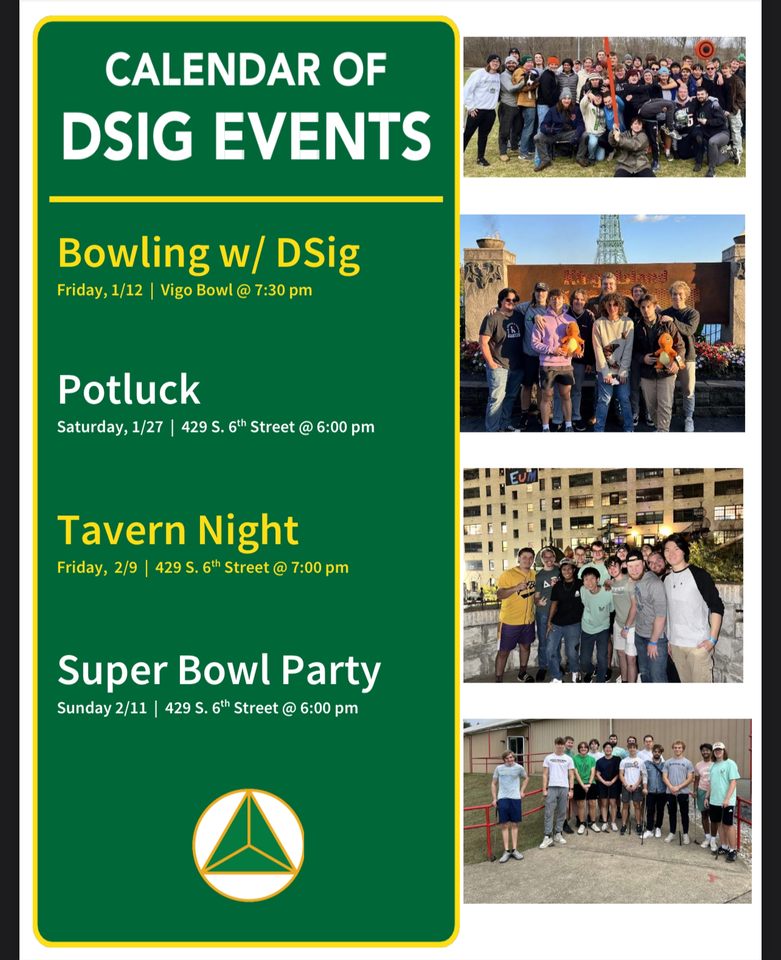 CALENDAR OF
DSIG EVENTS
Bowling w/ DSig
Friday, 1/12 | Vigo Bowl @ 7:30 pm
Potluck
Saturday, 1/27 | 429 S. 6th Street @ 6:00 pm
Tavern Night
Friday, 2/9 | 429 S. 6th Street @ 7:00 pm
Super Bowl Party
Sunday 2/11 | 429 S. 6th Street @ 6:00 pm